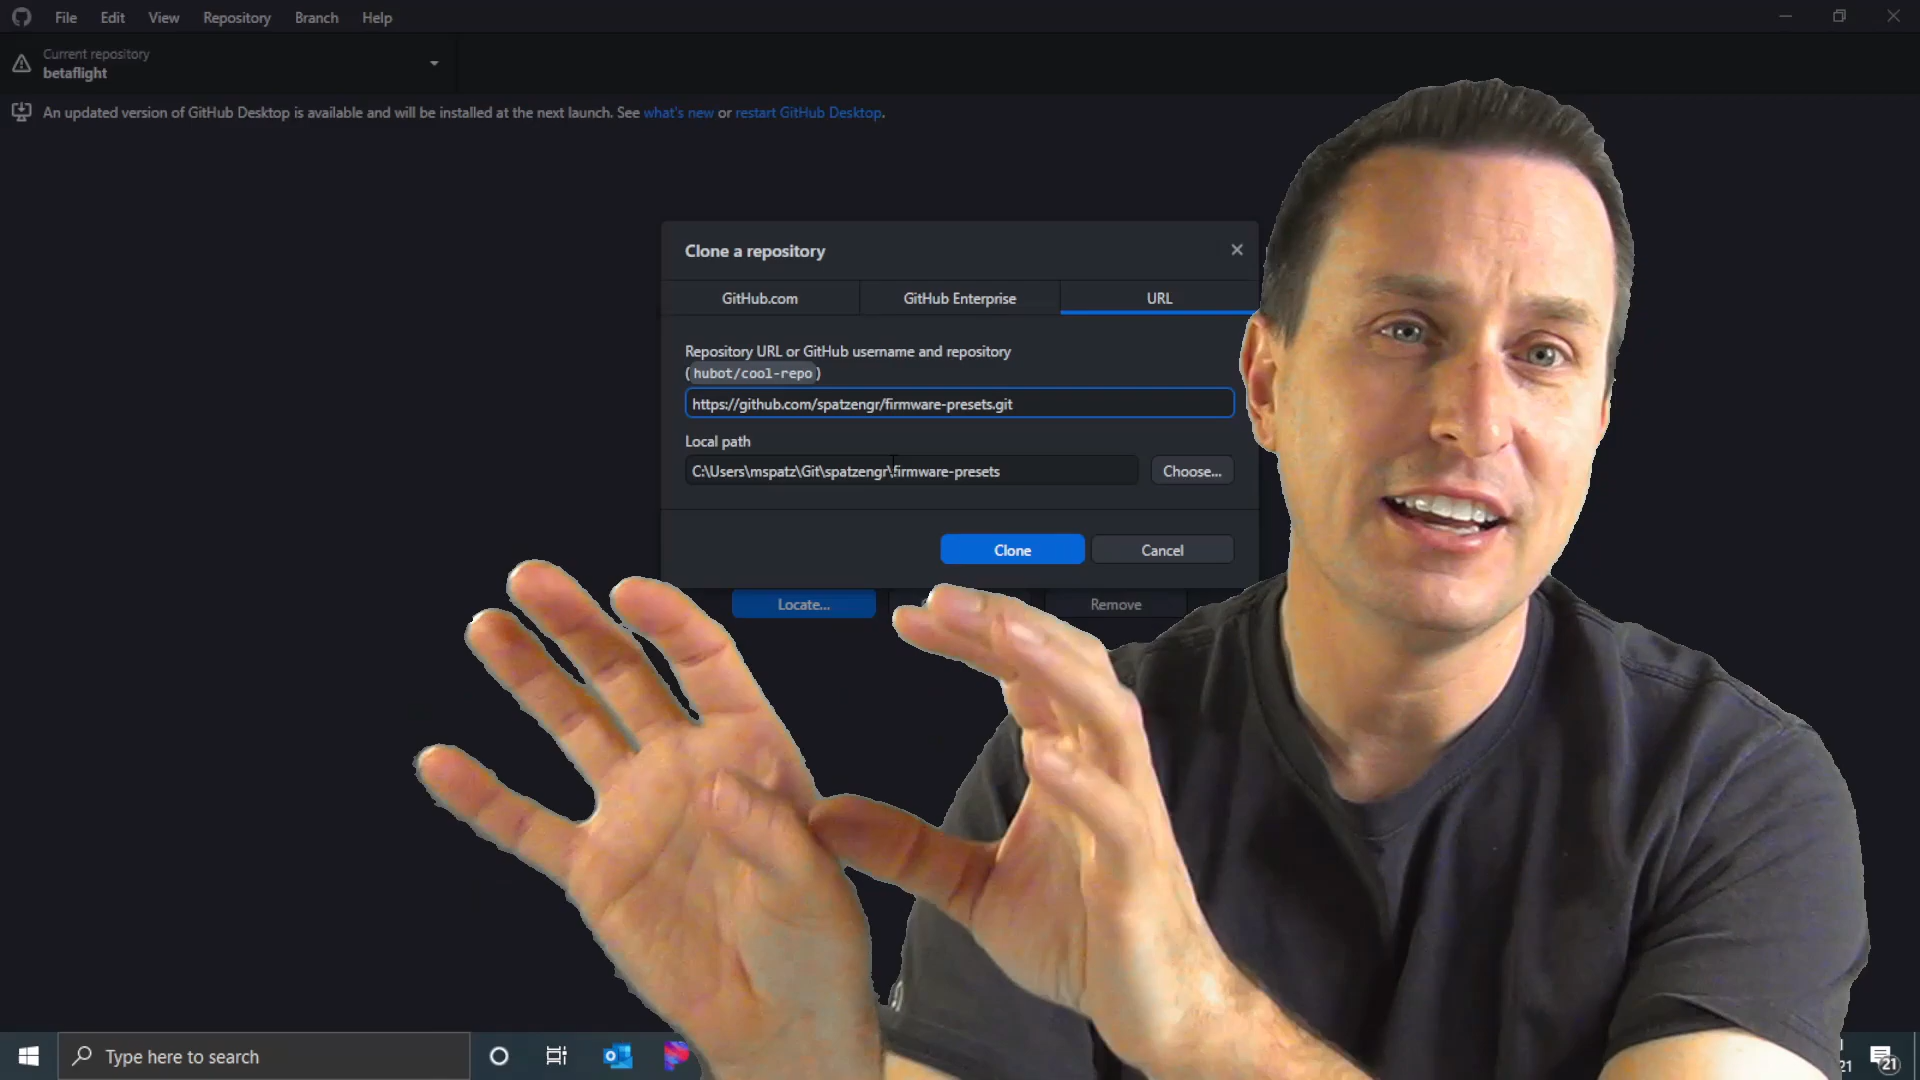 File Edit View Repository Branch Help
Current repository
betaflight
An updated version of GitHub Desktop is available and will be installed at the next launch. See what's new or restart GitHub Desktop.
Clone a repository
GitHub.com GitHub Enterprise URL
Repository URL or GitHub username and repository
(hubot/cool-repo)
https://github.com/spatzengr/firmware-presets.git
Local path
C:\Users\mspatz\Git\spatzengr\firmware-presets
Choose...
Clone Cancel
Locate... Remove
Type here to search
21
21